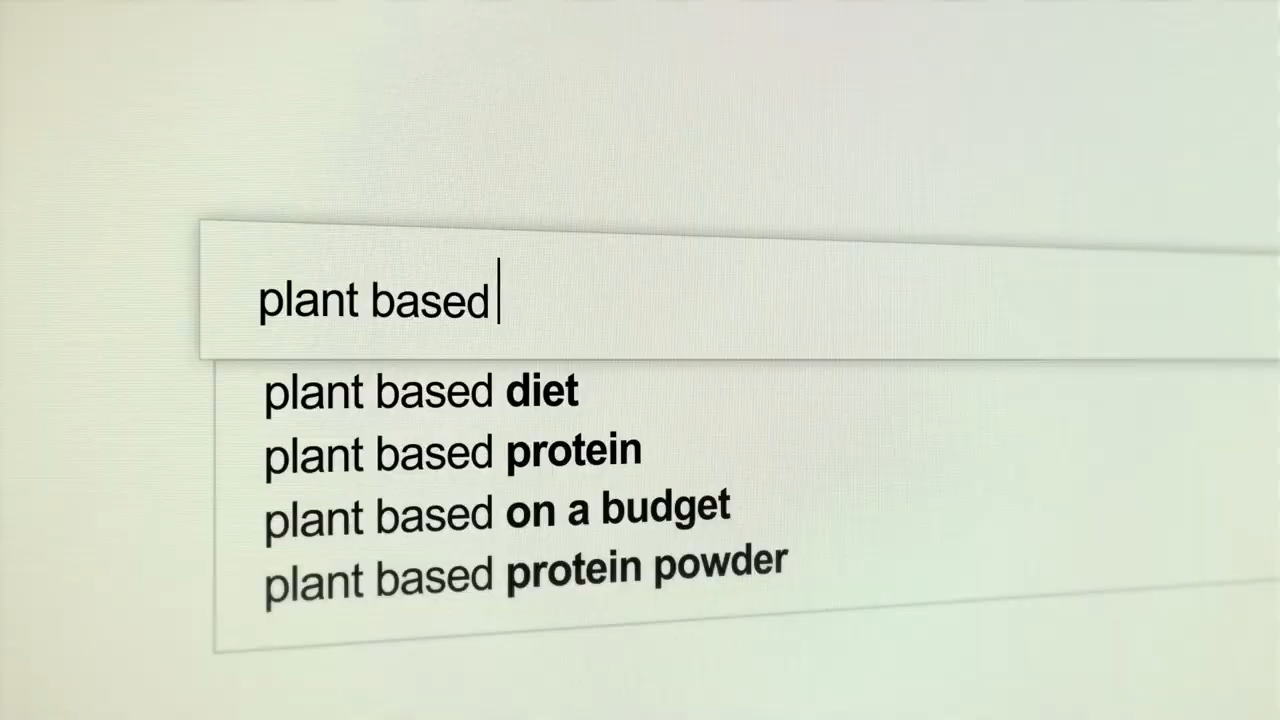 plant based
plant based diet
plant based protein
plant based on a budget
plant based protein powder